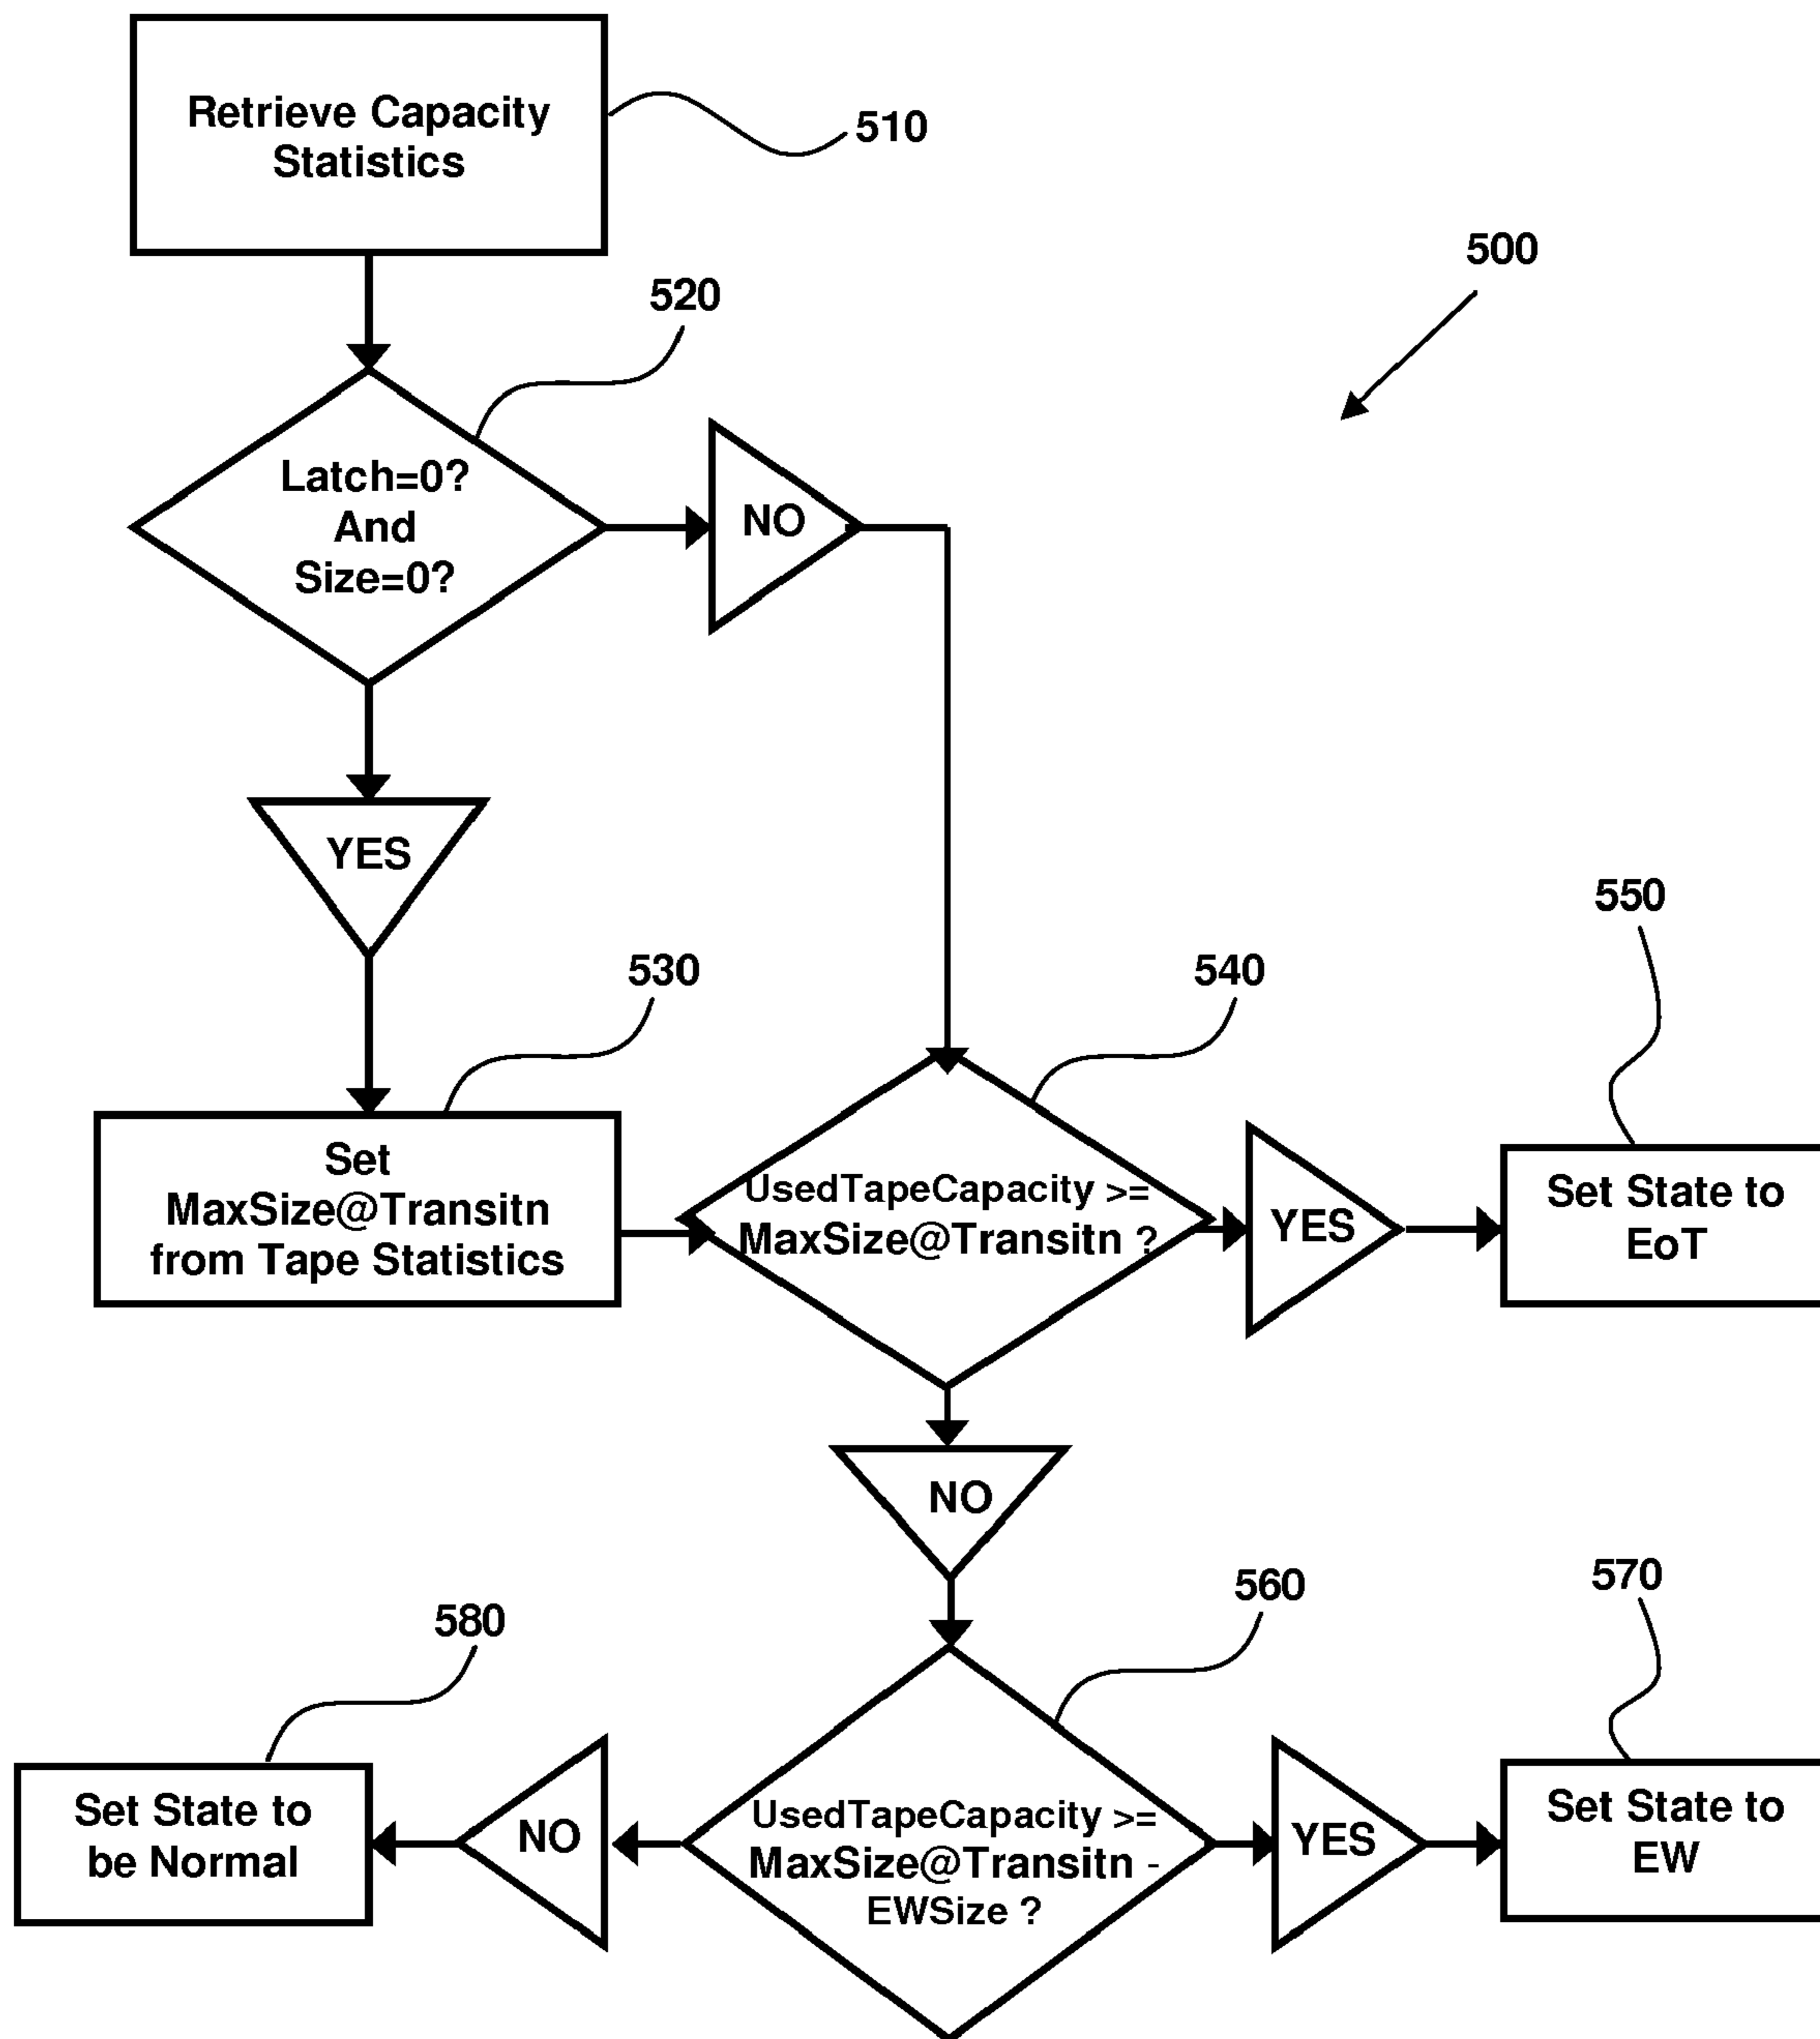 Retrieve Capacity
Statistics
510
500
520
Latch=0?
And
Size=0?
NO
YES
530
Set
MaxSize@Transitn
from Tape Statistics
540
UsedTapeCapacity >=
MaxSize@Transitn ?
YES
550
Set State to
EoT
NO
560
UsedTapeCapacity >=
MaxSize@Transitn -
EWSize ?
YES
570
Set State to
EW
NO
580
Set State to
be Normal